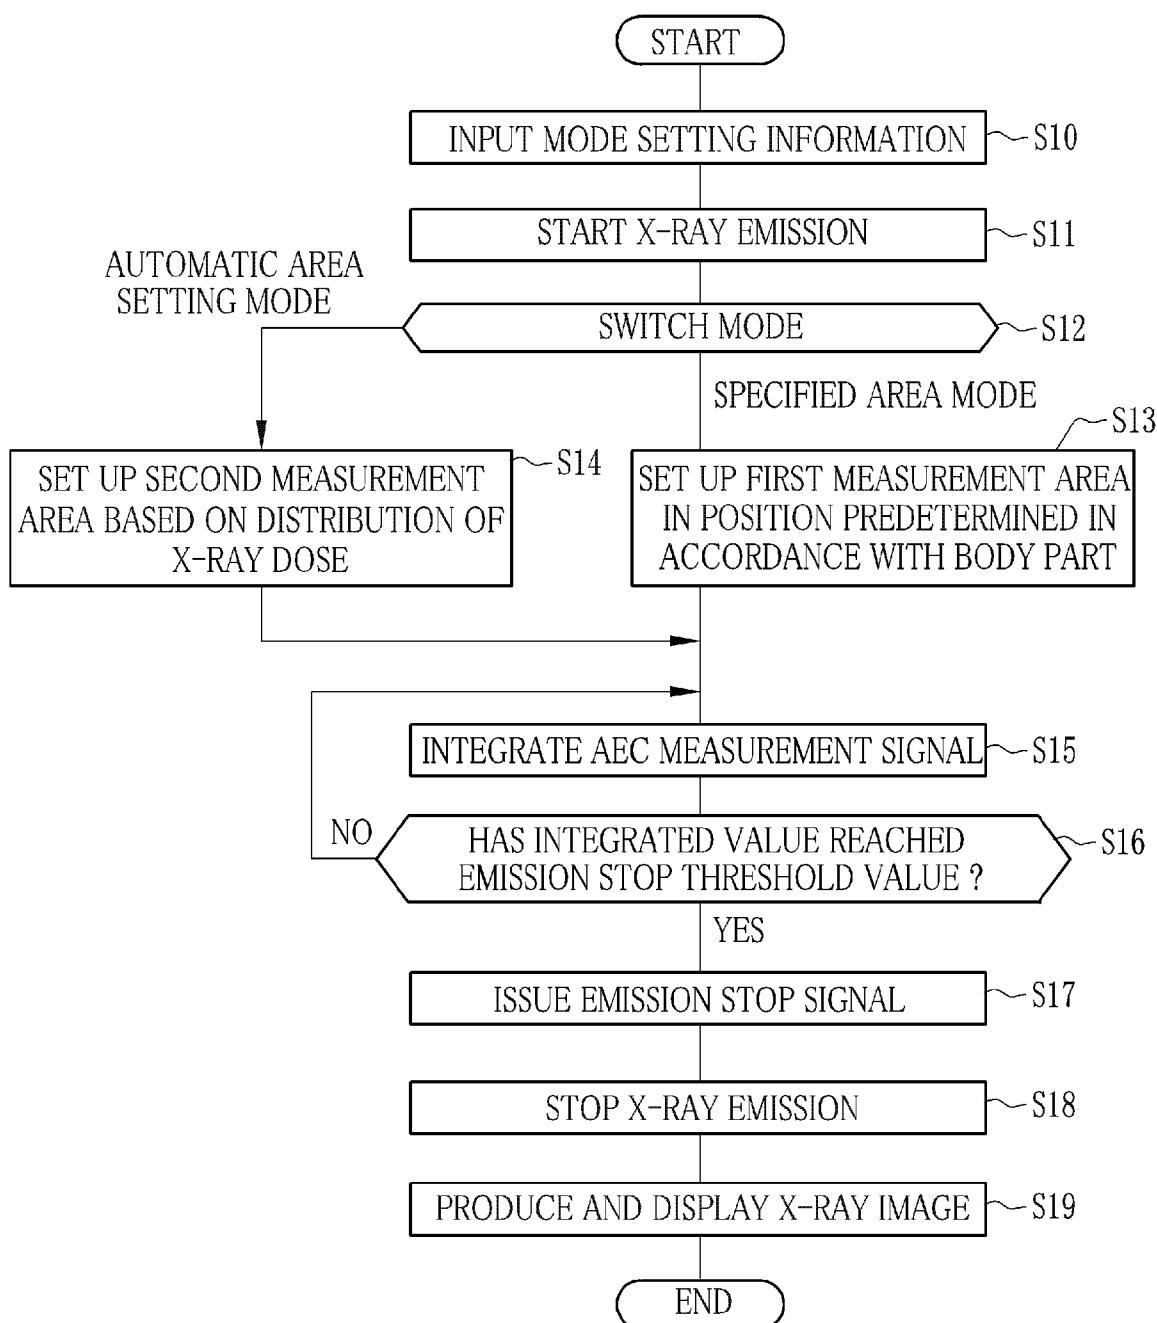 START
INPUT MODE SETTING INFORMATION
S10
START X-RAY EMISSION
S11
AUTOMATIC AREA
SETTING MODE
SWITCH MODE
S12
SPECIFIED AREA MODE
S13
SET UP SECOND MEASUREMENT
AREA BASED ON DISTRIBUTION OF
X-RAY DOSE
S14
SET UP FIRST MEASUREMENT AREA
IN POSITION PREDETERMINED IN
ACCORDANCE WITH BODY PART
INTEGRATE AEC MEASUREMENT SIGNAL
S15
NO
HAS INTEGRATED VALUE REACHED
EMISSION STOP THRESHOLD VALUE ?
S16
YES
ISSUE EMISSION STOP SIGNAL
S17
STOP X-RAY EMISSION
S18
PRODUCE AND DISPLAY X-RAY IMAGE
S19
END